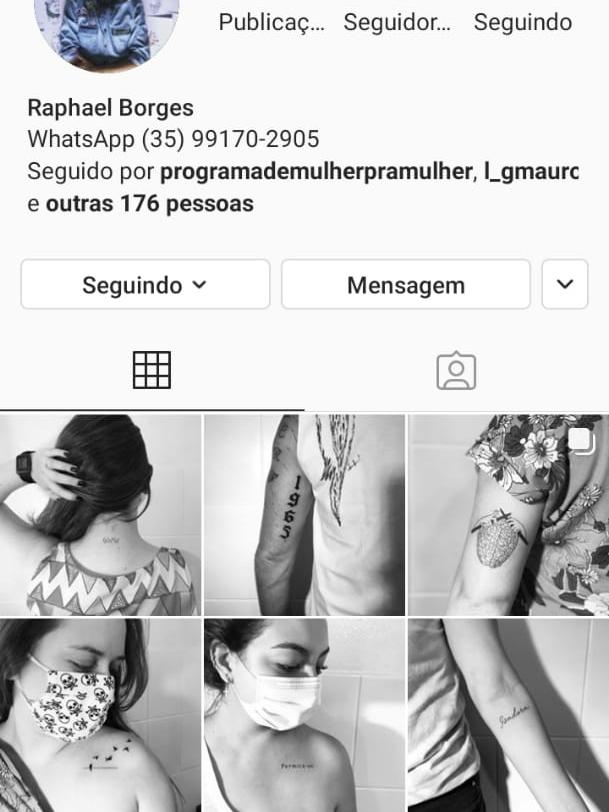 Publicaç... Seguidor... Seguindo
Raphael Borges
WhatsApp (35) 99170-2905
Seguido por programademulherpramulher, l_gmaurc
e outras 176 pessoas
Seguindo
Mensagem
1965